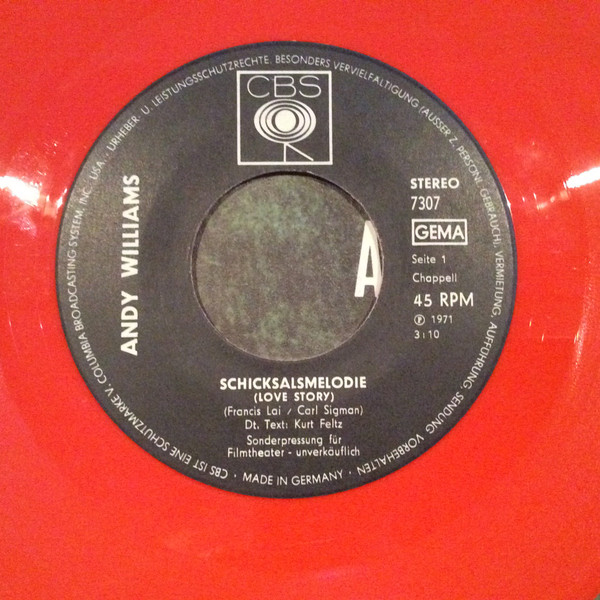 CBS
STEREO
7307
GEMA
Seite 1
Chappell
45 RPM
Ⓟ 1971
3:10
A
ANDY WILLIAMS
SCHICKSALSMELODIE
(LOVE STORY)
(Francis Lai / Carl Sigman)
Dt. Text: Kurt Feltz
Sonderpressung für
Filmtheater - unverkäuflich
CBS IST EINE SCHUTZMARKE V. COLUMBIA BROADCASTING SYSTEM, INC., USA. · URHEBER- U. LEISTUNGSSCHUTZRECHTE. BESONDERS VERVIELFÄLTIGUNG (AUSSER Z. PERSÖNL. GEBRAUCH), VERMIETUNG, AUFFÜHRUNG, SENDUNG VORBEHALTEN · MADE IN GERMANY ·